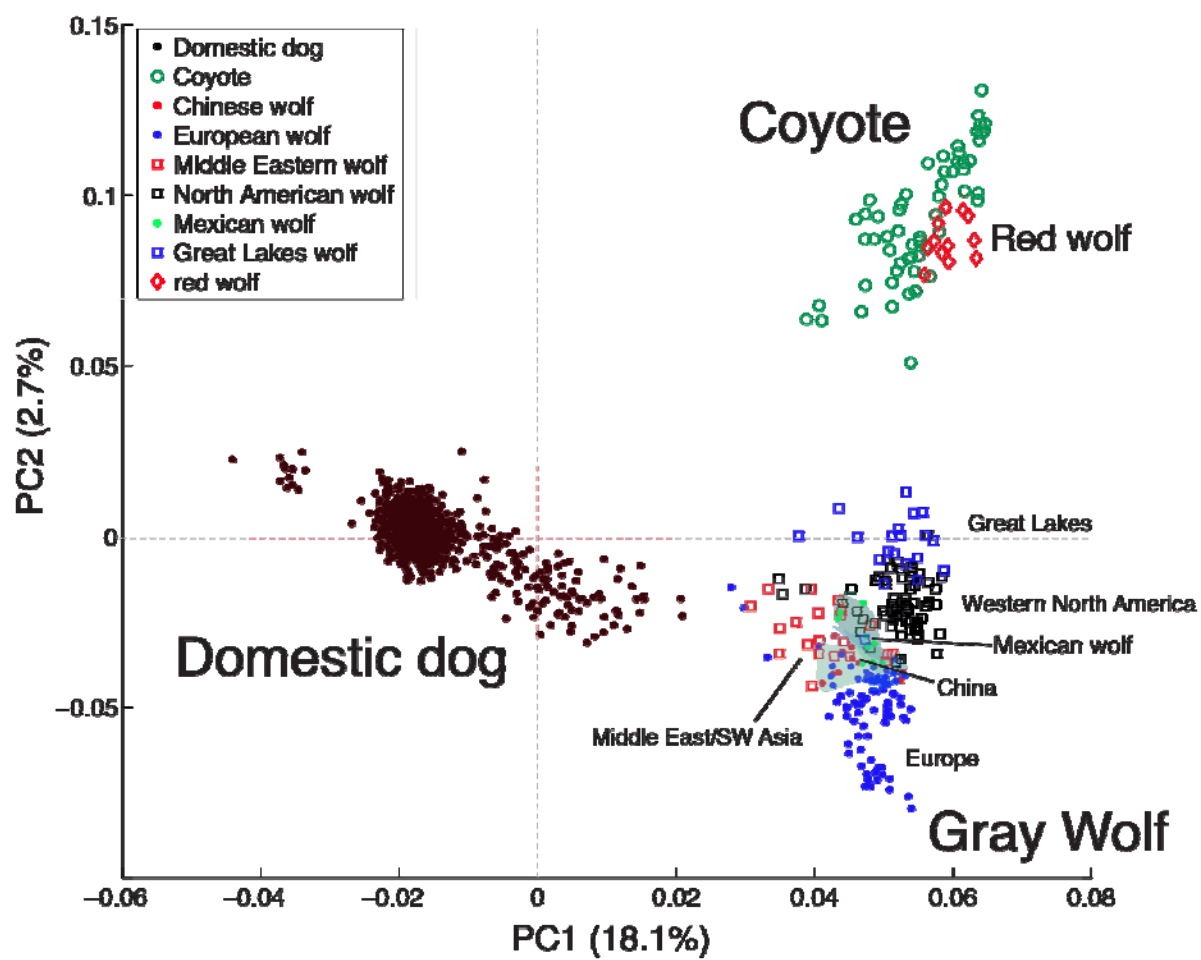 0.15
Domestic dog
Coyote
Chinese wolf
European wolf
Middle Eastern wolf
North American wolf
Mexican wolf
Great Lakes wolf
red wolf
Coyote
0.1
Red wolf
0.05
PC2 (2.7%)
Great Lakes
0
Western North America
Domestic dog
Mexican wolf
China
−0.05
Middle East/SW Asia
Europe
Gray Wolf
−0.06 −0.04 −0.02 0 0.02 0.04 0.06 0.08
PC1 (18.1%)